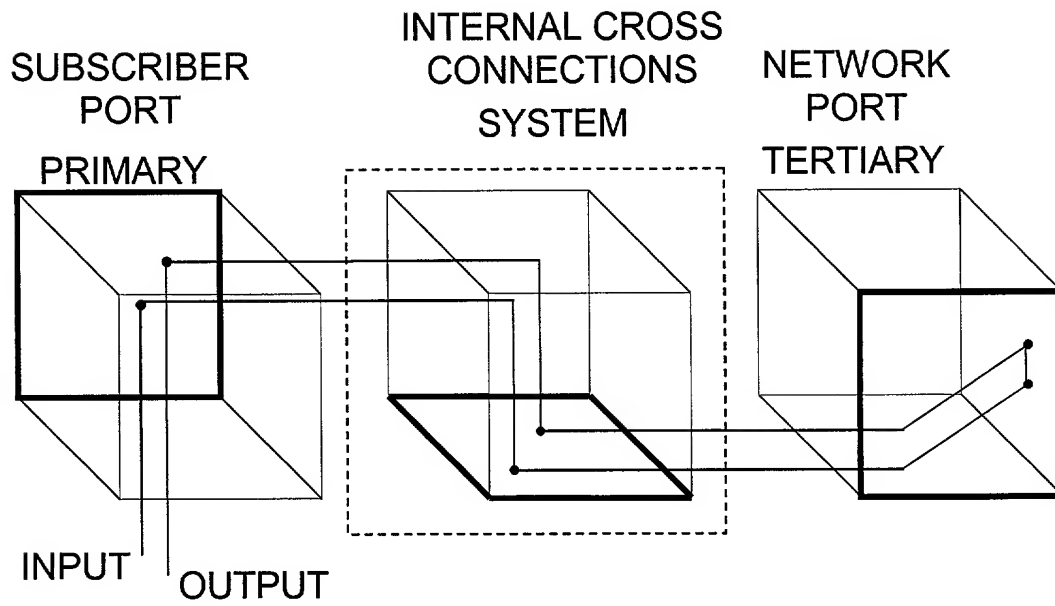 SUBSCRIBER
PORT
PRIMARY
INTERNAL CROSS
CONNECTIONS
SYSTEM
NETWORK
PORT
TERTIARY
INPUT
OUTPUT